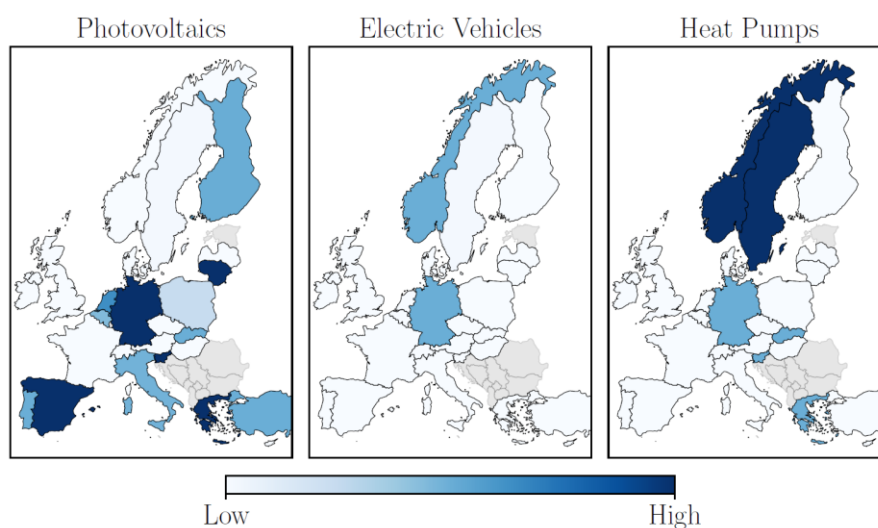 Photovoltaics
Electric Vehicles
Heat Pumps
Low
High